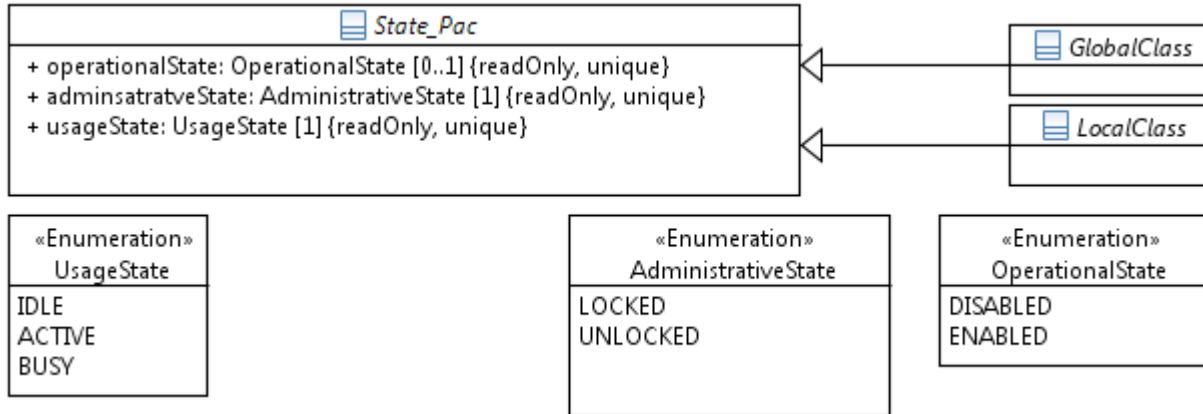 State_Pac
+ operationalState: OperationalState [0..1] {readOnly, unique}
+ adminsatratveState: AdministrativeState [1] {readOnly, unique}
+ usageState: UsageState [1] {readOnly, unique}
GlobalClass
LocalClass
«Enumeration»
UsageState
IDLE
ACTIVE
BUSY
«Enumeration»
AdministrativeState
LOCKED
UNLOCKED
«Enumeration»
OperationalState
DISABLED
ENABLED